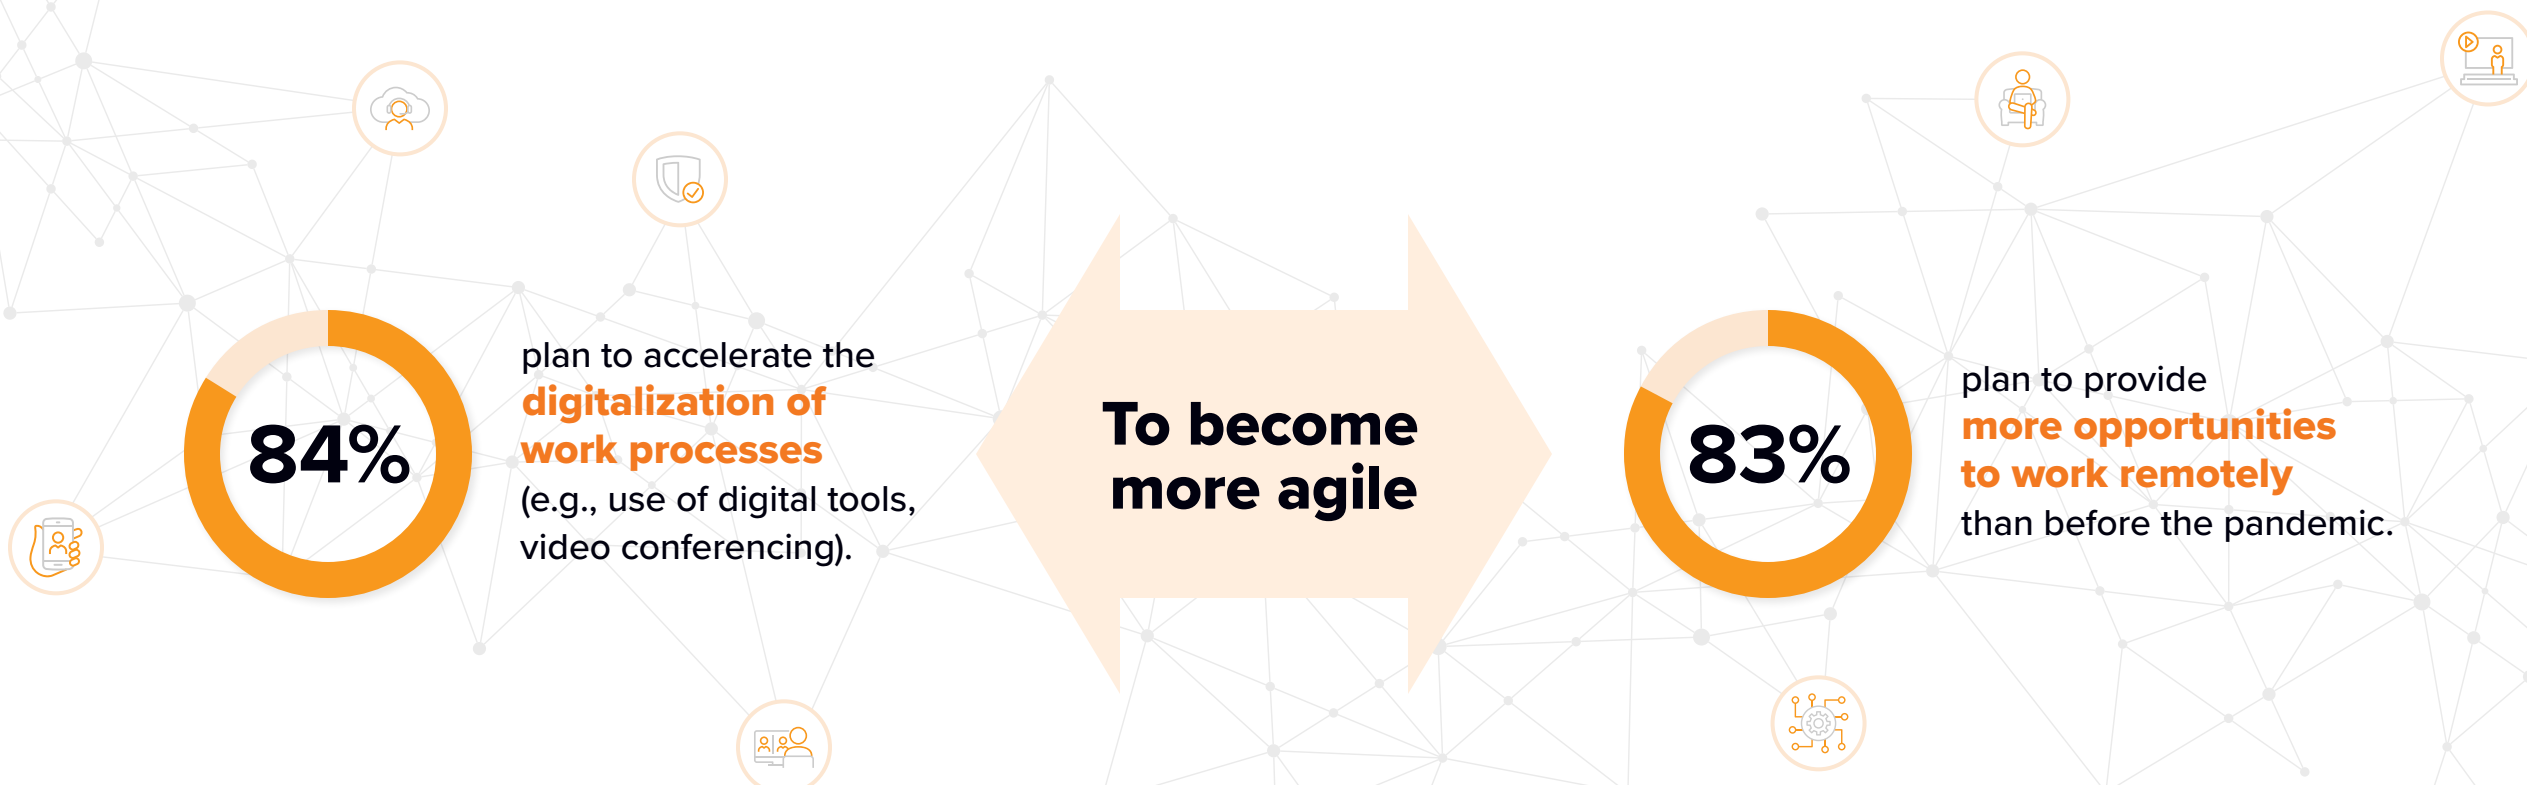 84%
plan to accelerate the
digitalization of
work processes
(e.g., use of digital tools,
video conferencing).
To become
more agile
83%
plan to provide
more opportunities
to work remotely
than before the pandemic.